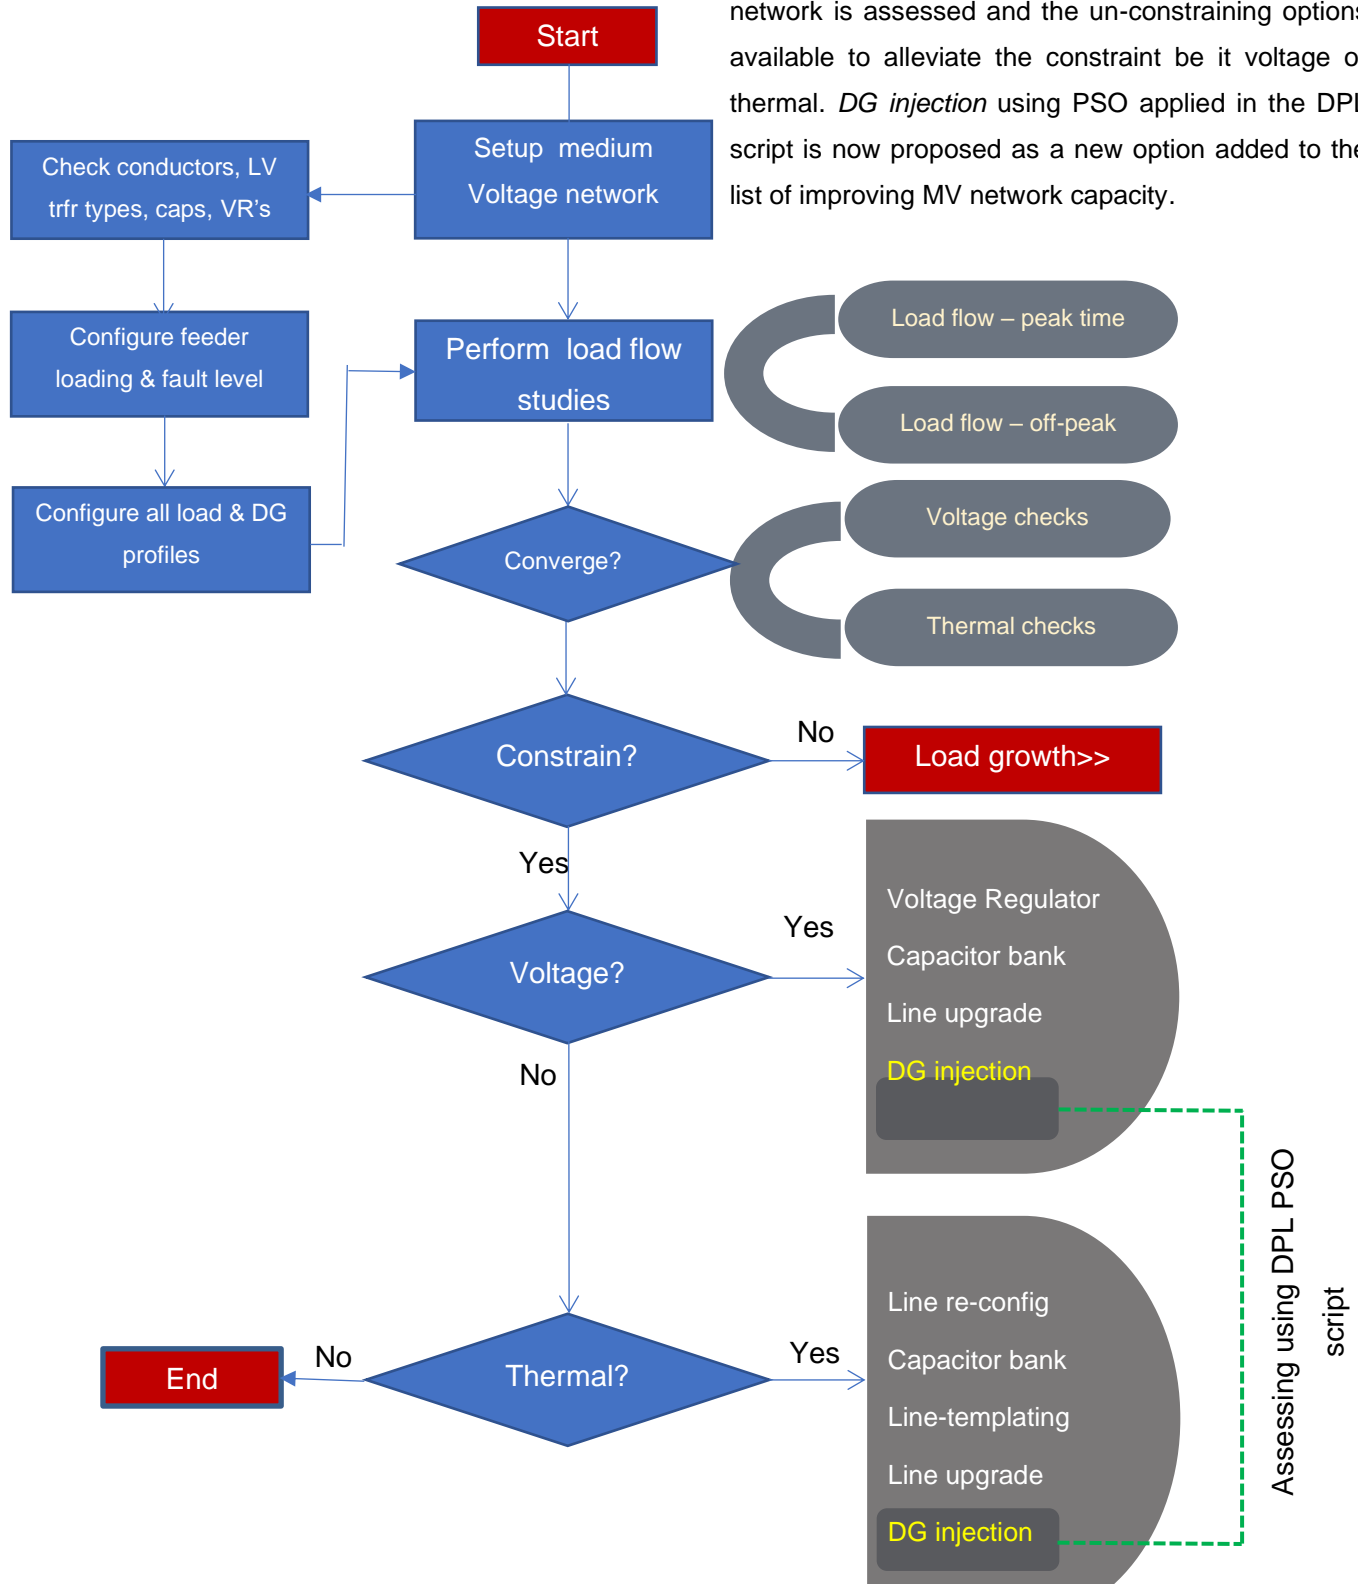 network is assessed and the un-constraining options
available to alleviate the constraint be it voltage o
thermal. DG injection using PSO applied in the DPL
script is now proposed as a new option added to the
list of improving MV network capacity.
Start
Setup medium
Voltage network
Check conductors, LV
trfr types, caps, VR's
Configure feeder
loading & fault level
Configure all load & DG
profiles
Perform load flow
studies
Load flow – peak time
Load flow – off-peak
Converge?
Voltage checks
Thermal checks
Constrain?
No
Load growth>>
Yes
Voltage?
Yes
Voltage Regulator
Capacitor bank
Line upgrade
DG injection
No
Thermal?
No
End
Yes
Line re-config
Capacitor bank
Line-templating
Line upgrade
DG injection
Assessing using DPL PSO
script